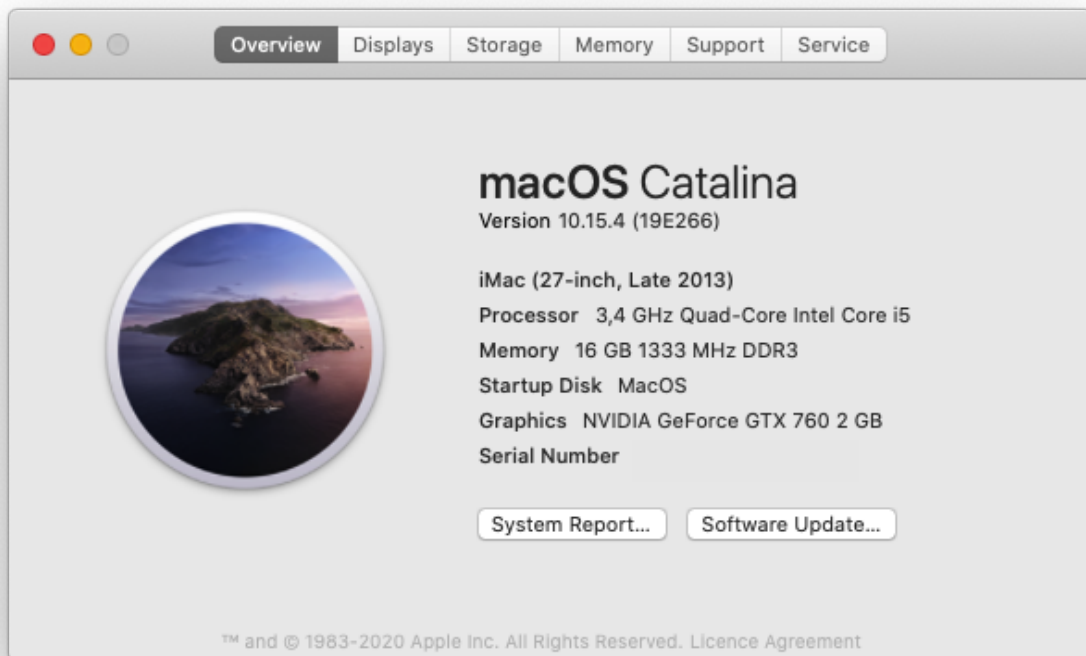 Overview Displays Storage Memory Support Service
macOS Catalina
Version 10.15.4 (19E266)
iMac (27-inch, Late 2013)
Processor 3,4 GHz Quad-Core Intel Core i5
Memory 16 GB 1333 MHz DDR3
Startup Disk MacOS
Graphics NVIDIA GeForce GTX 760 2 GB
Serial Number
System Report... Software Update...
™ and © 1983-2020 Apple Inc. All Rights Reserved. Licence Agreement